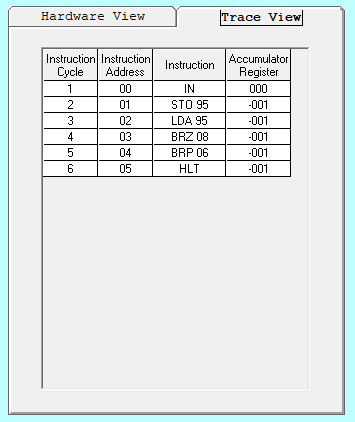 Hardware View Trace View
Instruction Cycle Instruction Address Instruction Accumulator Register
1 00 IN 000
2 01 STO 95 -001
3 02 LDA 95 -001
4 03 BRZ 08 -001
5 04 BRP 06 -001
6 05 HLT -001